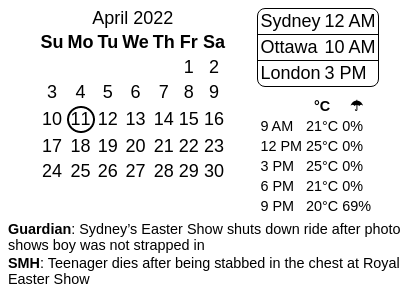 April 2022
Su Mo Tu We Th Fr Sa
1 2
3 4 5 6 7 8 9
10 11 12 13 14 15 16
17 18 19 20 21 22 23
24 25 26 27 28 29 30
Sydney 12 AM
Ottawa 10 AM
London 3 PM
°C ☂
9 AM 21°C 0%
12 PM 25°C 0%
3 PM 25°C 0%
6 PM 21°C 0%
9 PM 20°C 69%
Guardian: Sydney’s Easter Show shuts down ride after photo
shows boy was not strapped in
SMH: Teenager dies after being stabbed in the chest at Royal
Easter Show